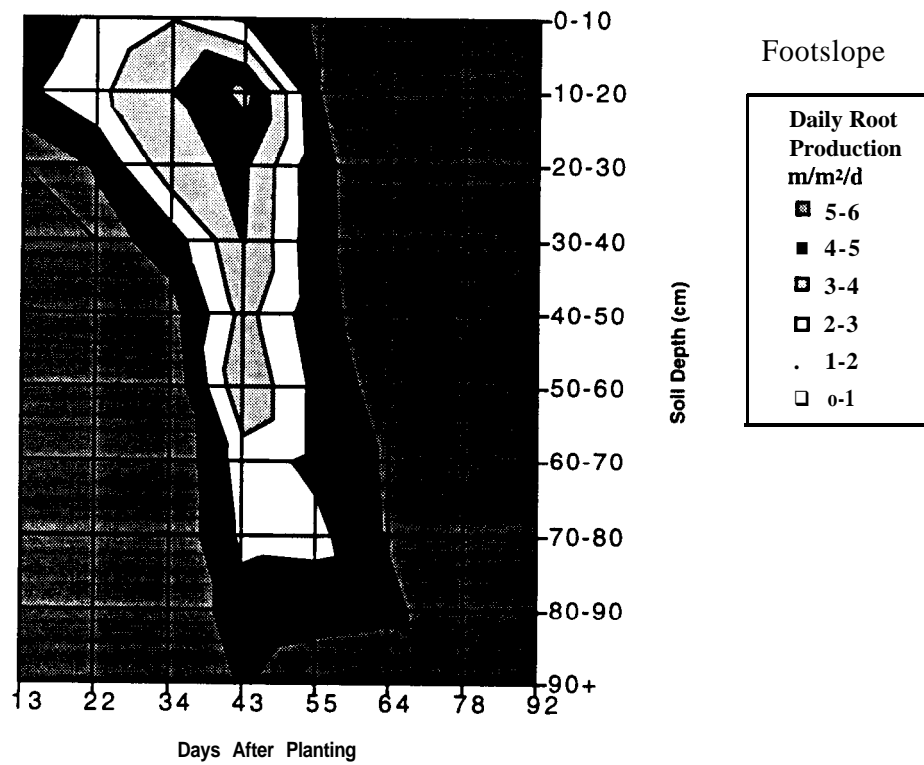 0-10
10-20
20-30
30-40
40-50
50-60
60-70
70-80
80-90
90+
13 22 34 43 55 64 78 92
Days After Planting
Soil Depth (cm)
Footslope
Daily Root
Production
m/m²/d
5-6
4-5
3-4
2-3
. 1-2
o-1